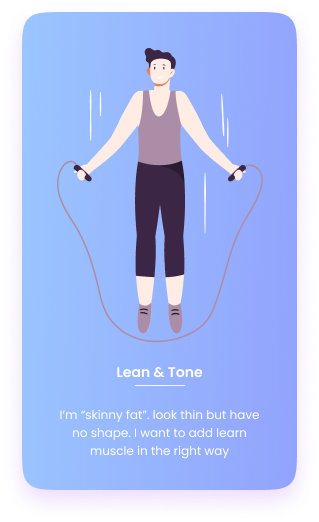 Lean & Tone
I'm “skinny fat”. look thin but have
no shape. I want to add learn
muscle in the right way